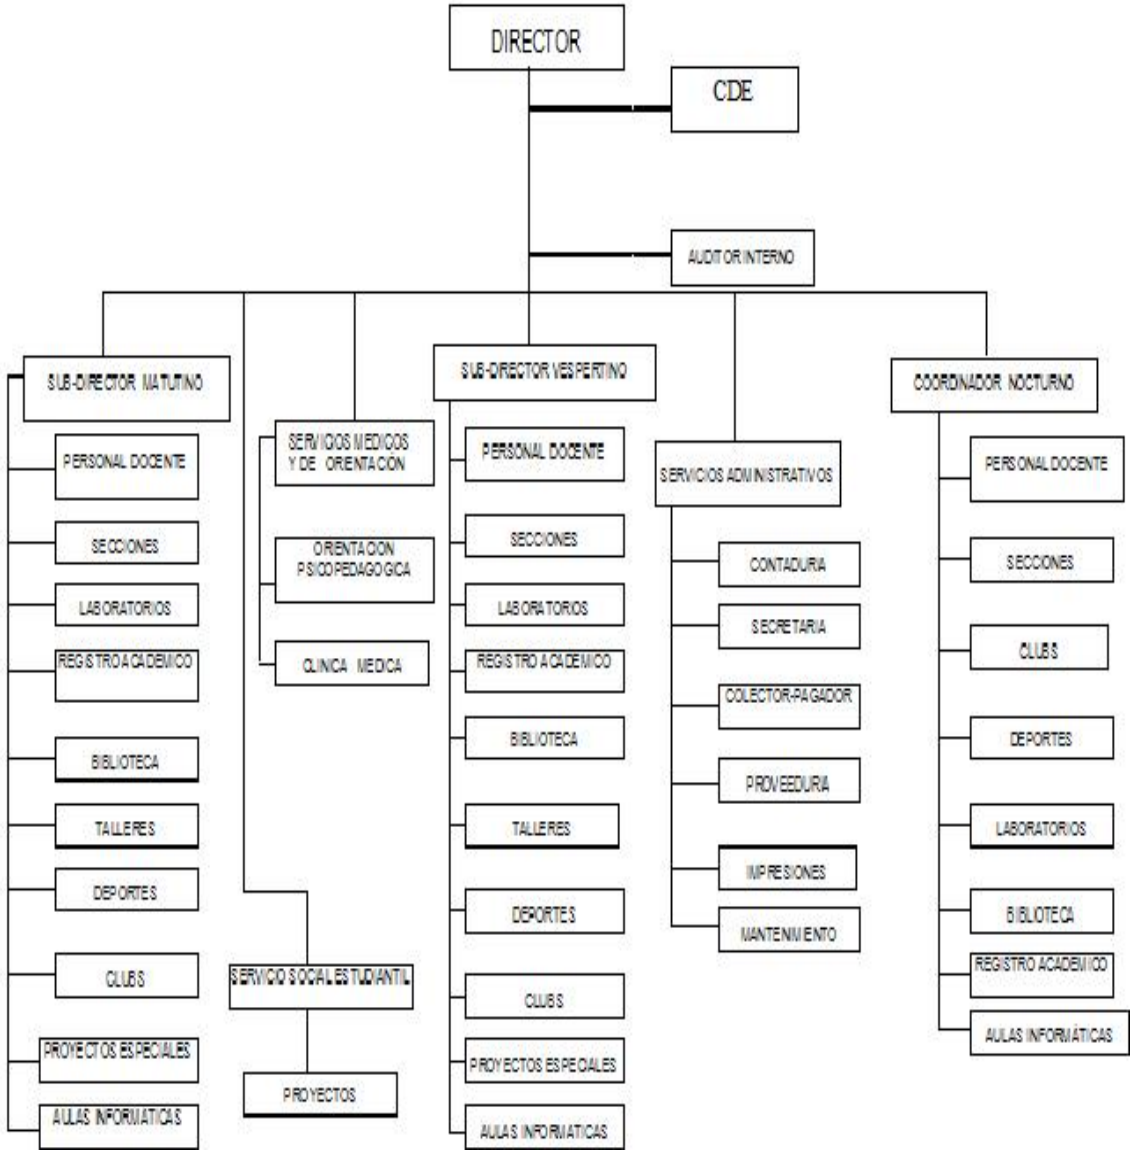 DIRECTOR
CDE
AUDITOR INTERNO
SUB-DIRECTOR MATUTINO
PERSONAL DOCENTE
SECCIONES
LABORATORIOS
REGISTRO ACADEMICO
BIBLIOTECA
TALLERES
DEPORTES
CLUBS
PROYECTOS ESPECIALES
AULAS INFORMATICAS
SERVICIOS MEDICOS
Y DE ORIENTACIÓN
ORIENTACION
PSICOPEDAGOGICA
CLINICA MEDICA
SERVICIO SOCIAL ESTUDIANTIL
PROYECTOS
SUB-DIRECTOR VESPERTINO
PERSONAL DOCENTE
SECCIONES
LABORATORIOS
REGISTRO ACADEMICO
BIBLIOTECA
TALLERES
DEPORTES
CLUBS
PROYECTOS ESPECIALES
AULAS INFORMATICAS
SERVICIOS ADMINISTRATIVOS
CONTADURIA
SECRETARIA
COLECTOR-PAGADOR
PROVEEDURIA
IMPRESIONES
MANTENIMIENTO
COORDINADOR NOCTURNO
PERSONAL DOCENTE
SECCIONES
CLUBS
DEPORTES
LABORATORIOS
BIBLIOTECA
REGISTRO ACADEMICO
AULAS INFORMÁTICAS